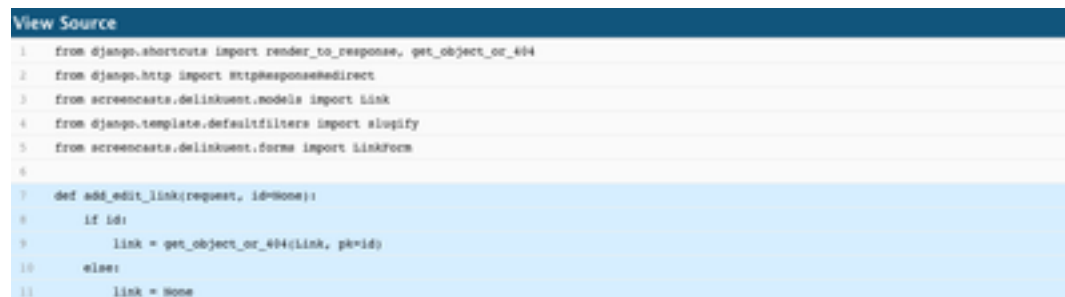 View Source
1 from django.shortcuts import render_to_response, get_object_or_404
2 from django.http import HttpResponseRedirect
3 from screencasts.delinkuent.models import Link
4 from django.template.defaultfilters import slugify
5 from screencasts.delinkuent.forms import LinkForm
6
7 def add_edit_link(request, id=None):
8 if id:
9 link = get_object_or_404(Link, pk=id)
10 else:
11 link = None